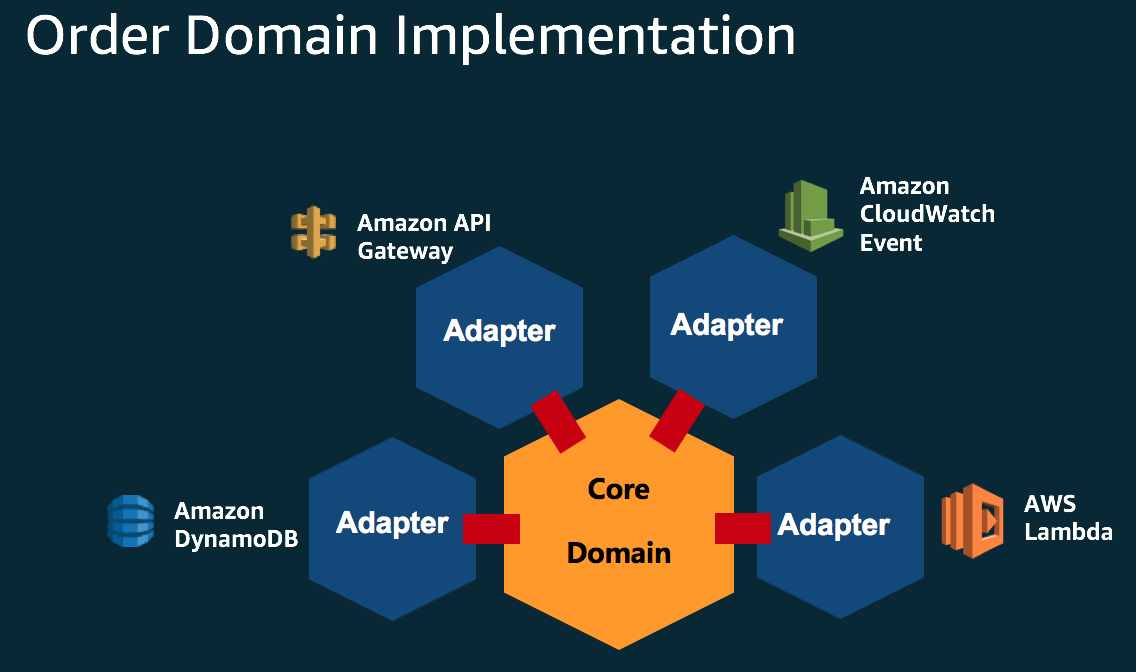 Order Domain Implementation
Amazon API
Gateway
Amazon
CloudWatch
Event
Adapter
Adapter
Core
Domain
Amazon
DynamoDB
Adapter
Adapter
AWS
Lambda